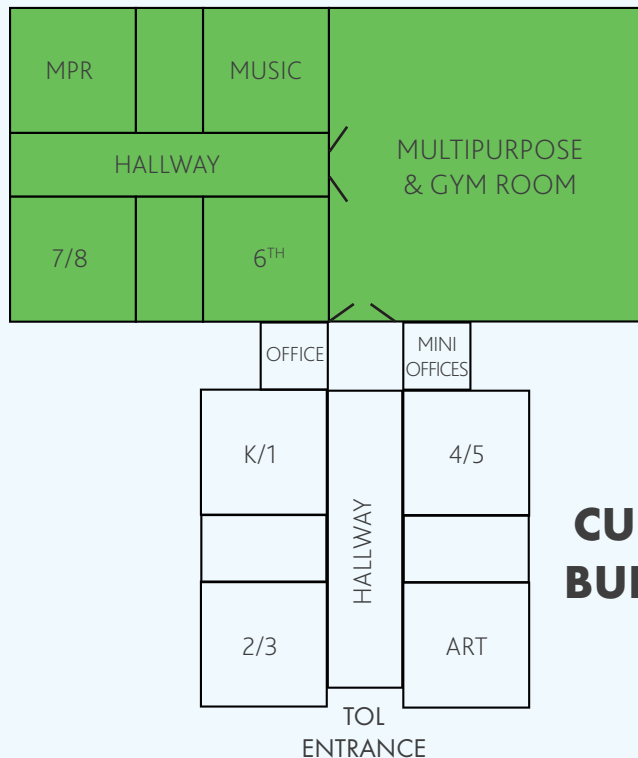 MPR
MUSIC
HALLWAY
MULTIPURPOSE
& GYM ROOM
7/8
6TH
OFFICE
MINI
OFFICES
K/1
4/5
HALLWAY
CU
BUI
2/3
ART
TOL
ENTRANCE